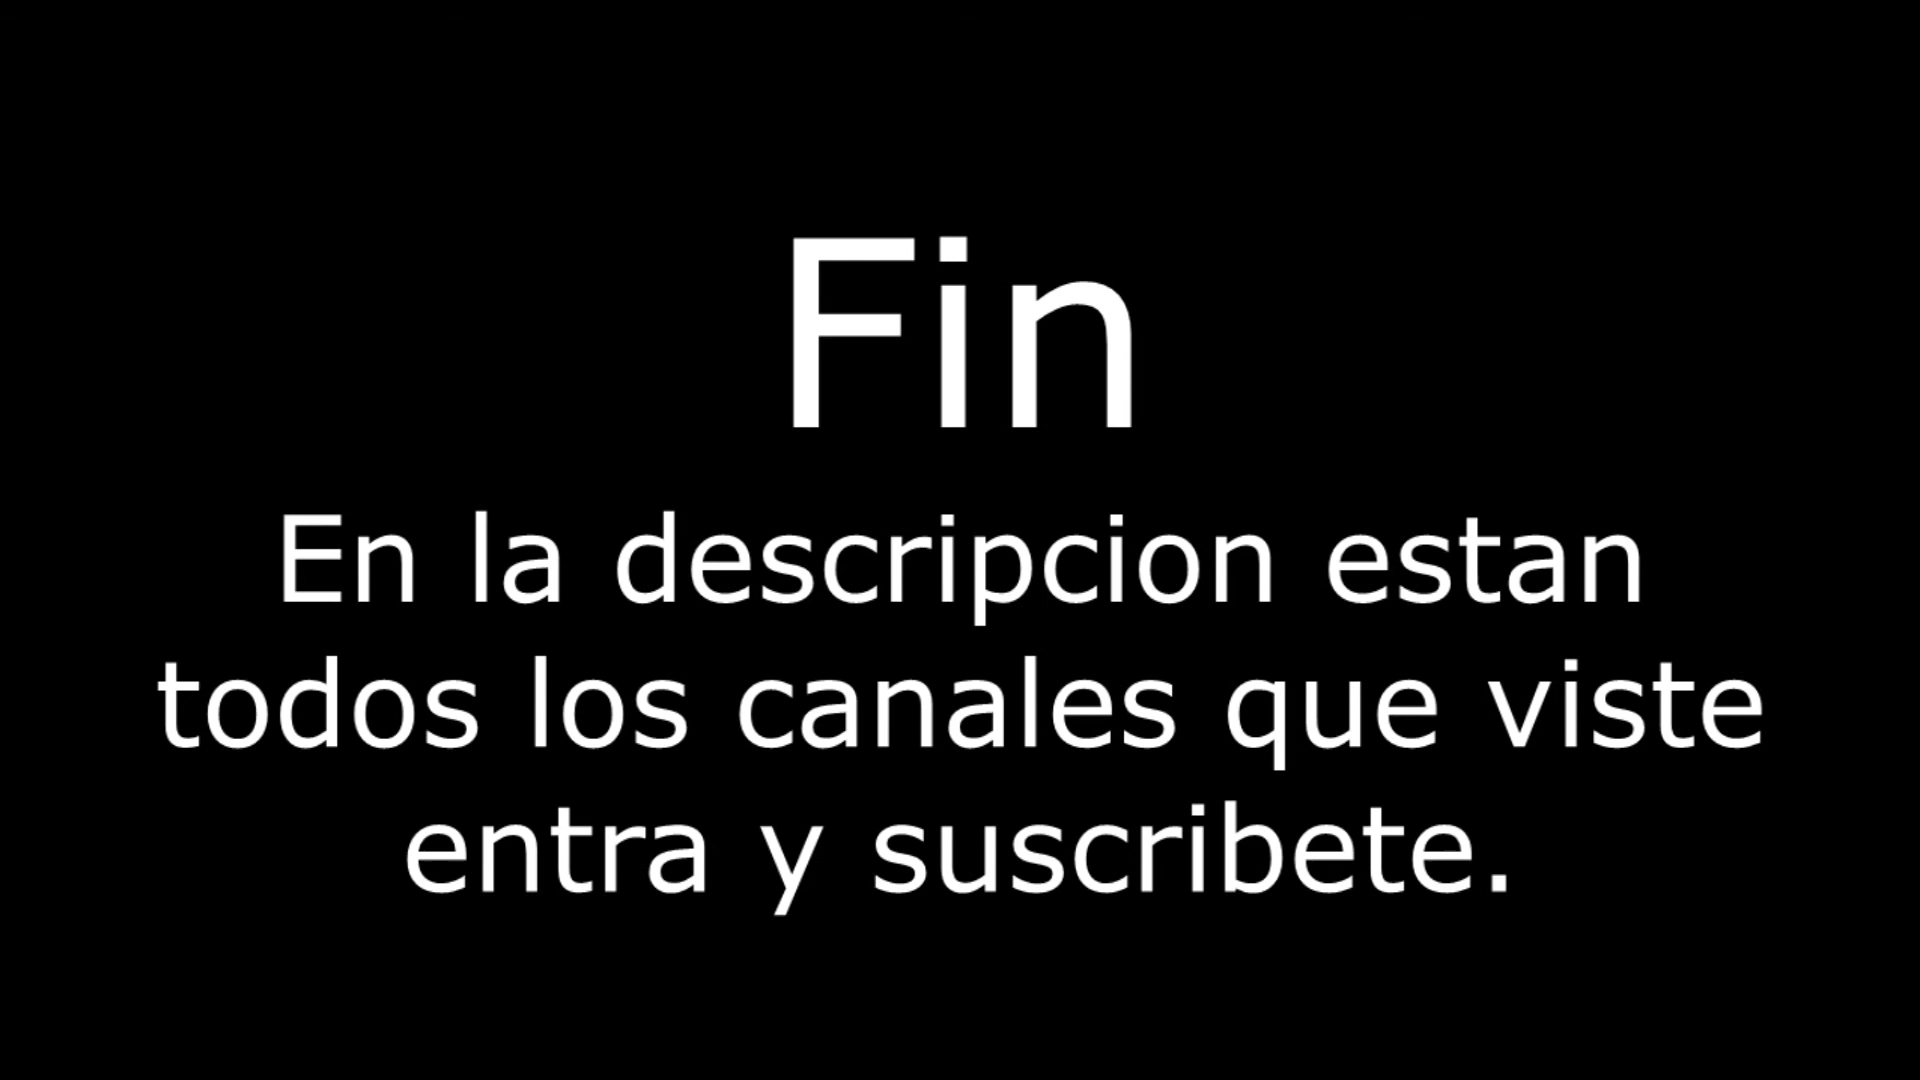 Fin
En la descripcion estan
todos los canales que viste
entra y suscribete.